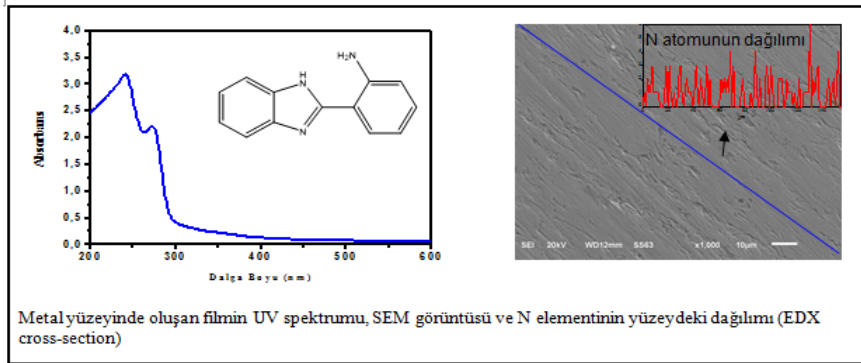 4,0
3,5
3,0
2,5
2,0
1,5
1,0
0,5
0,0
Absorbans
200 300 400 500 600
Dalga Boyu (nm)
H
N
N
H₂N
N atomunun dağılımı
SEI 20kV WD12mm SS63 x1,000 10µm
Metal yüzeyinde oluşan filmin UV spektrumu, SEM görüntüsü ve N elementinin yüzeydeki dağılımı (EDX
cross-section)